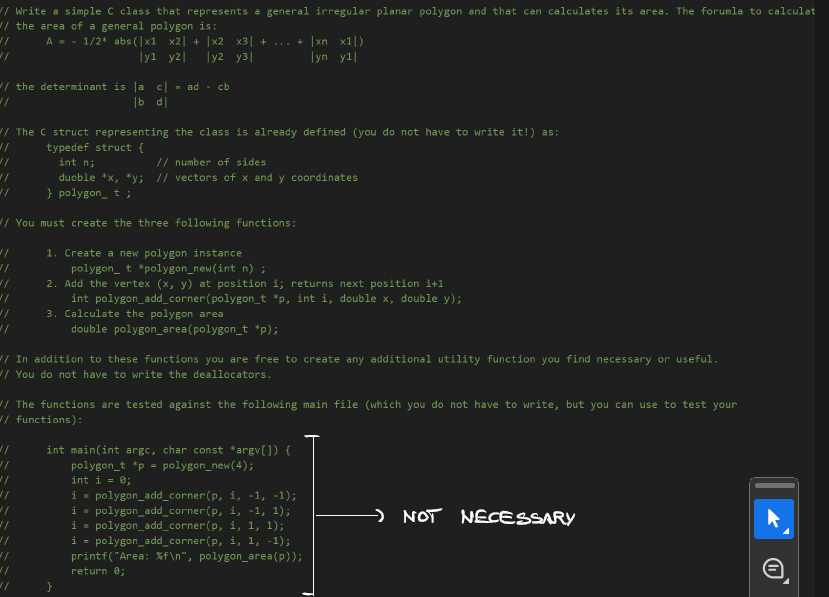 // Write a simple C class that represents a general irregular planar polygon and that can calculates its area. The forumla to calculat
// the area of a general polygon is:
// A = - 1/2* abs(|x1 x2| + |x2 x3| + ... + |xn x1|)
// |y1 y2| |y2 y3| |yn y1|
// the determinant is |a c| = ad - cb
// |b d|
// The C struct representing the class is already defined (you do not have to write it!) as:
// typedef struct {
// int n; // number of sides
// duoble *x, *y; // vectors of x and y coordinates
// } polygon_ t ;
// You must create the three following functions:
// 1. Create a new polygon instance
// polygon_ t *polygon_new(int n) ;
// 2. Add the vertex (x, y) at position i; returns next position i+1
// int polygon_add_corner(polygon_t *p, int i, double x, double y);
// 3. Calculate the polygon area
// double polygon_area(polygon_t *p);
// In addition to these functions you are free to create any additional utility function you find necessary or useful.
// You do not have to write the deallocators.
// The functions are tested against the following main file (which you do not have to write, but you can use to test your
// functions):
// int main(int argc, char const *argv[]) {
// polygon_t *p = polygon_new(4);
// int i = 0;
// i = polygon_add_corner(p, i, -1, -1);
// i = polygon_add_corner(p, i, -1, 1);
// i = polygon_add_corner(p, i, 1, 1);
// i = polygon_add_corner(p, i, 1, -1);
// printf("Area: %f\n", polygon_area(p));
// return 0;
// }
NOT NECESSARY